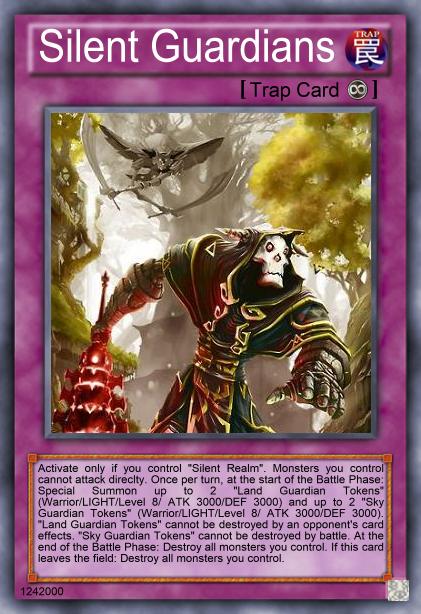 Silent Guardians
TRAP
罠
[ Trap Card ]
Activate only if you control "Silent Realm". Monsters you control
cannot attack direclty. Once per turn, at the start of the Battle Phase:
Special Summon up to 2 "Land Guardian Tokens"
(Warrior/LIGHT/Level 8/ ATK 3000/DEF 3000) and up to 2 "Sky
Guardian Tokens" (Warrior/LIGHT/Level 8/ ATK 3000/DEF 3000).
"Land Guardian Tokens" cannot be destroyed by an opponent's card
effects. "Sky Guardian Tokens" cannot be destroyed by battle. At the
end of the Battle Phase: Destroy all monsters you control. If this card
leaves the field: Destroy all monsters you control.
1242000